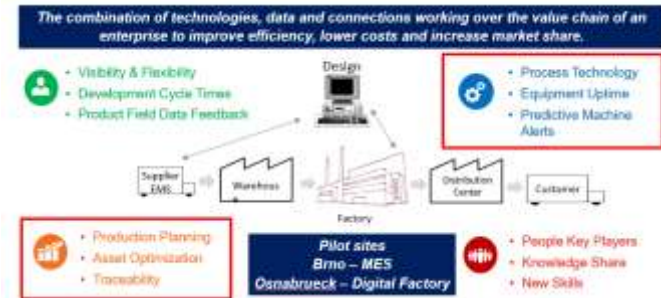 The combination of technologies, data and connections working over the value chain of an
enterprise to improve efficiency, lower costs and increase market share.
• Visibility & Flexibility
• Development Cycle Times
• Product Field Data Feedback
Design
• Process Technology
• Equipment Uptime
• Predictive Machine
Alerts
Supplier
EMS
Warehous
Factory
Distribution
Center
Customer
• Production Planning
• Asset Optimization
• Traceability
Pilot sites
Brno – MES
Osnabrueck – Digital Factory
• People Key Players
• Knowledge Share
• New Skills